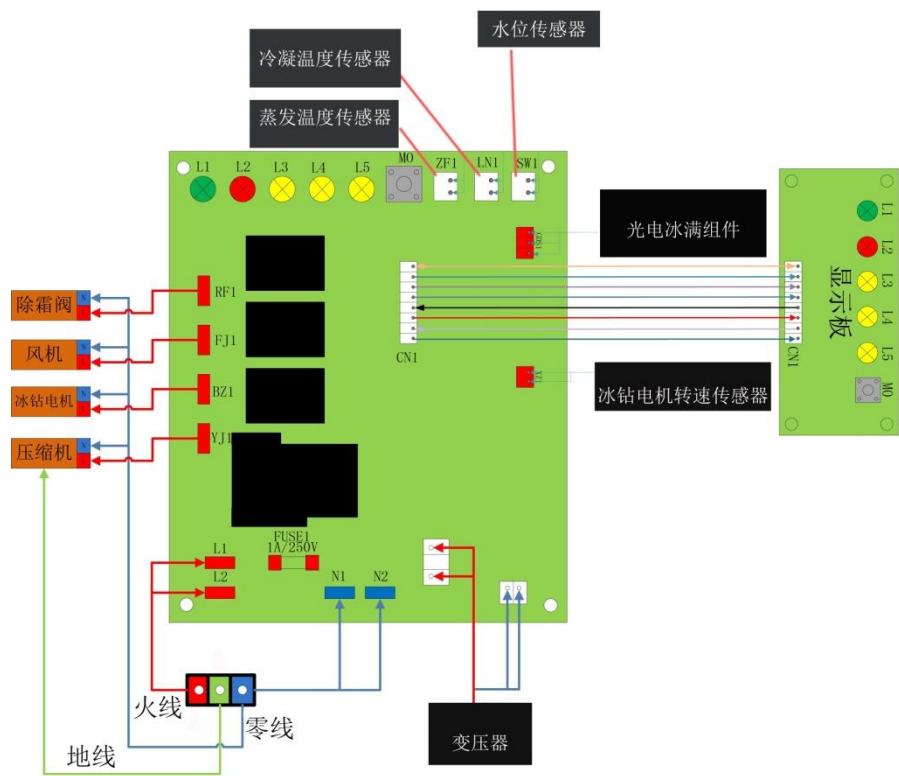 水位传感器
冷凝温度传感器
蒸发温度传感器
L1
L2
L3
L4
L5
MO
ZF1
LN1
SW1
光电冰满组件
L1
L2
L3
L4
L5
MO
显示板
CN1
CN1
冰钻电机转速传感器
除霜阀
RF1
风机
FJ1
冰钻电机
BZ1
压缩机
YJ1
L1
L2
FUSE1
1A/250V
N1
N2
火线
零线
地线
变压器